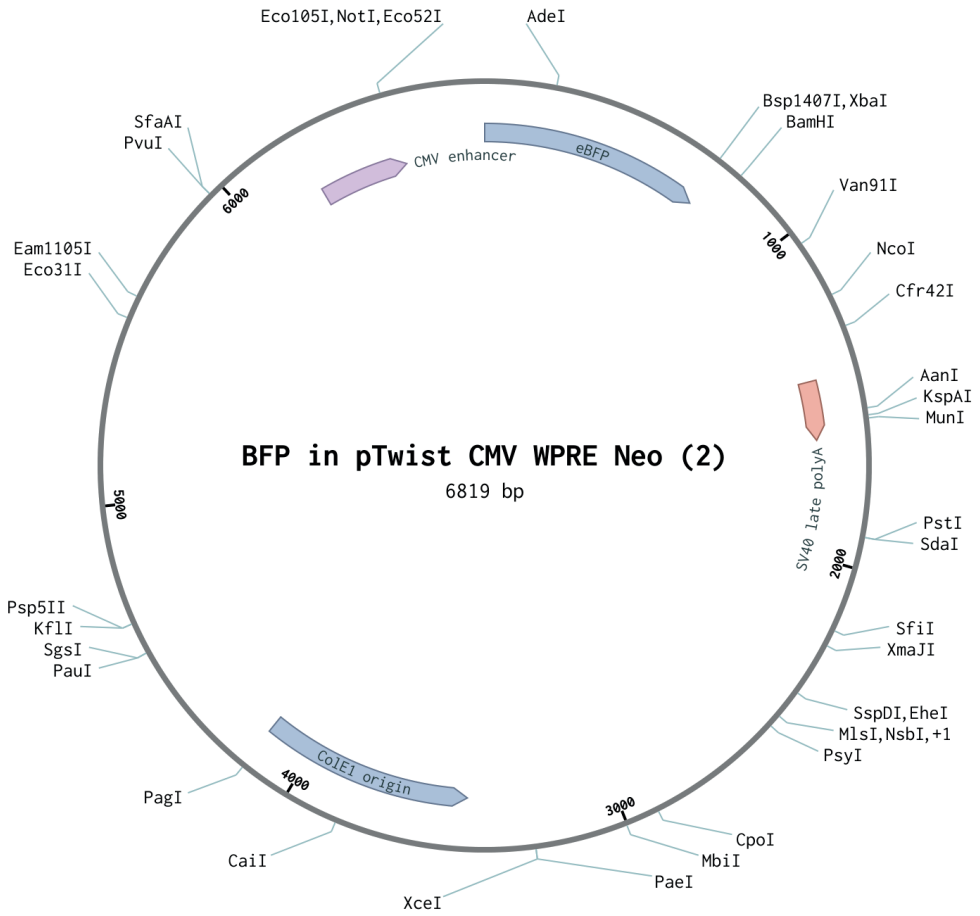 Eco105I,NotI,Eco52I
AdeI
Bsp1407I,XbaI
BamHI
SfaAI
PvuI
eBFP
CMV enhancer
Van91I
6000
1000
NcoI
Eam1105I
Eco31I
Cfr42I
AanI
KspAI
MunI
BFP in pTwist CMV WPRE Neo (2)
6819 bp
SV40 late polyA
5000
PstI
SdaI
2000
Psp5II
KflI
SgsI
PauI
SfiI
XmaJI
SspDI,EheI
MlsI,NsbI,+1
PsyI
ColE1 origin
4000
PagI
3000
CpoI
CaiI
MbiI
PaeI
XceI